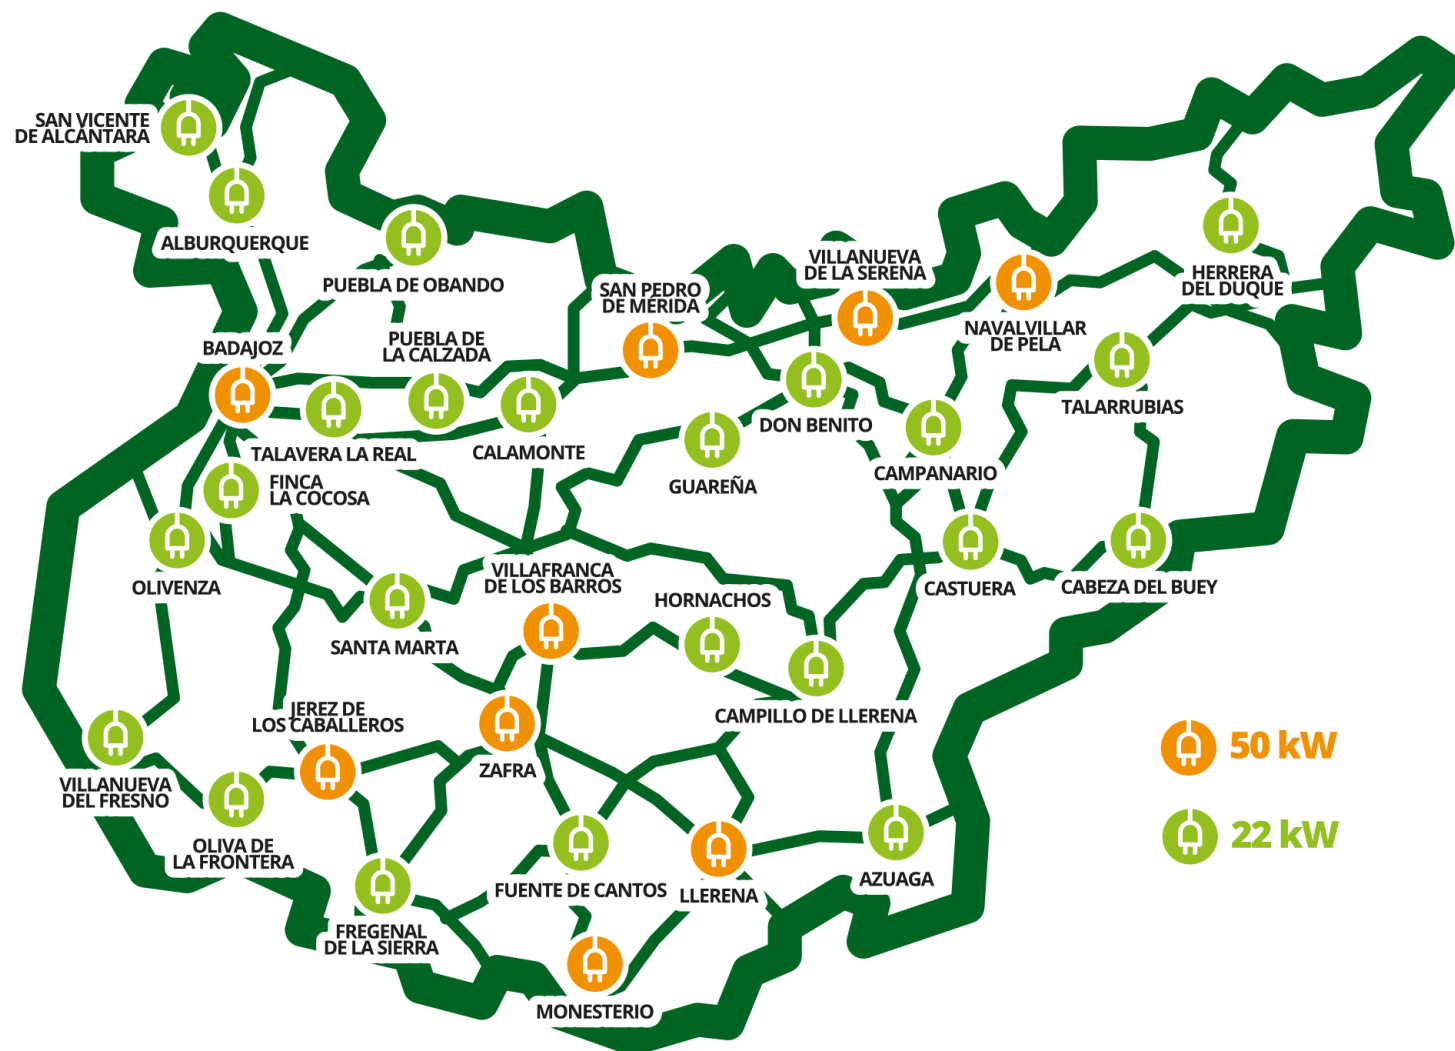 SAN VICENTE
DE ALCANTARA
ALBURQUERQUE
PUEBLA DE OBANDO
VILLANUEVA
DE LA SERENA
HERRERA
DEL DUQUE
SAN PEDRO
DE MÉRIDA
NAVALVILLAR
DE PELA
BADAJOZ
PUEBLA DE
LA CALZADA
TALARRUBIAS
DON BENITO
TALAVERA LA REAL
CALAMONTE
CAMPANARIO
GUAREÑA
FINCA
LA COCOSA
OLIVENZA
VILLAFRANCA
DE LOS BARROS
HORNACHOS
CASTUERA
CABEZA DEL BUEY
SANTA MARTA
JEREZ DE
LOS CABALLEROS
CAMPILLO DE LLERENA
ZAFRA
50 kW
VILLANUEVA
DEL FRESNO
22 kW
OLIVA DE
LA FRONTERA
FUENTE DE CANTOS
LLERENA
AZUAGA
FREGENAL
DE LA SIERRA
MONESTERIO